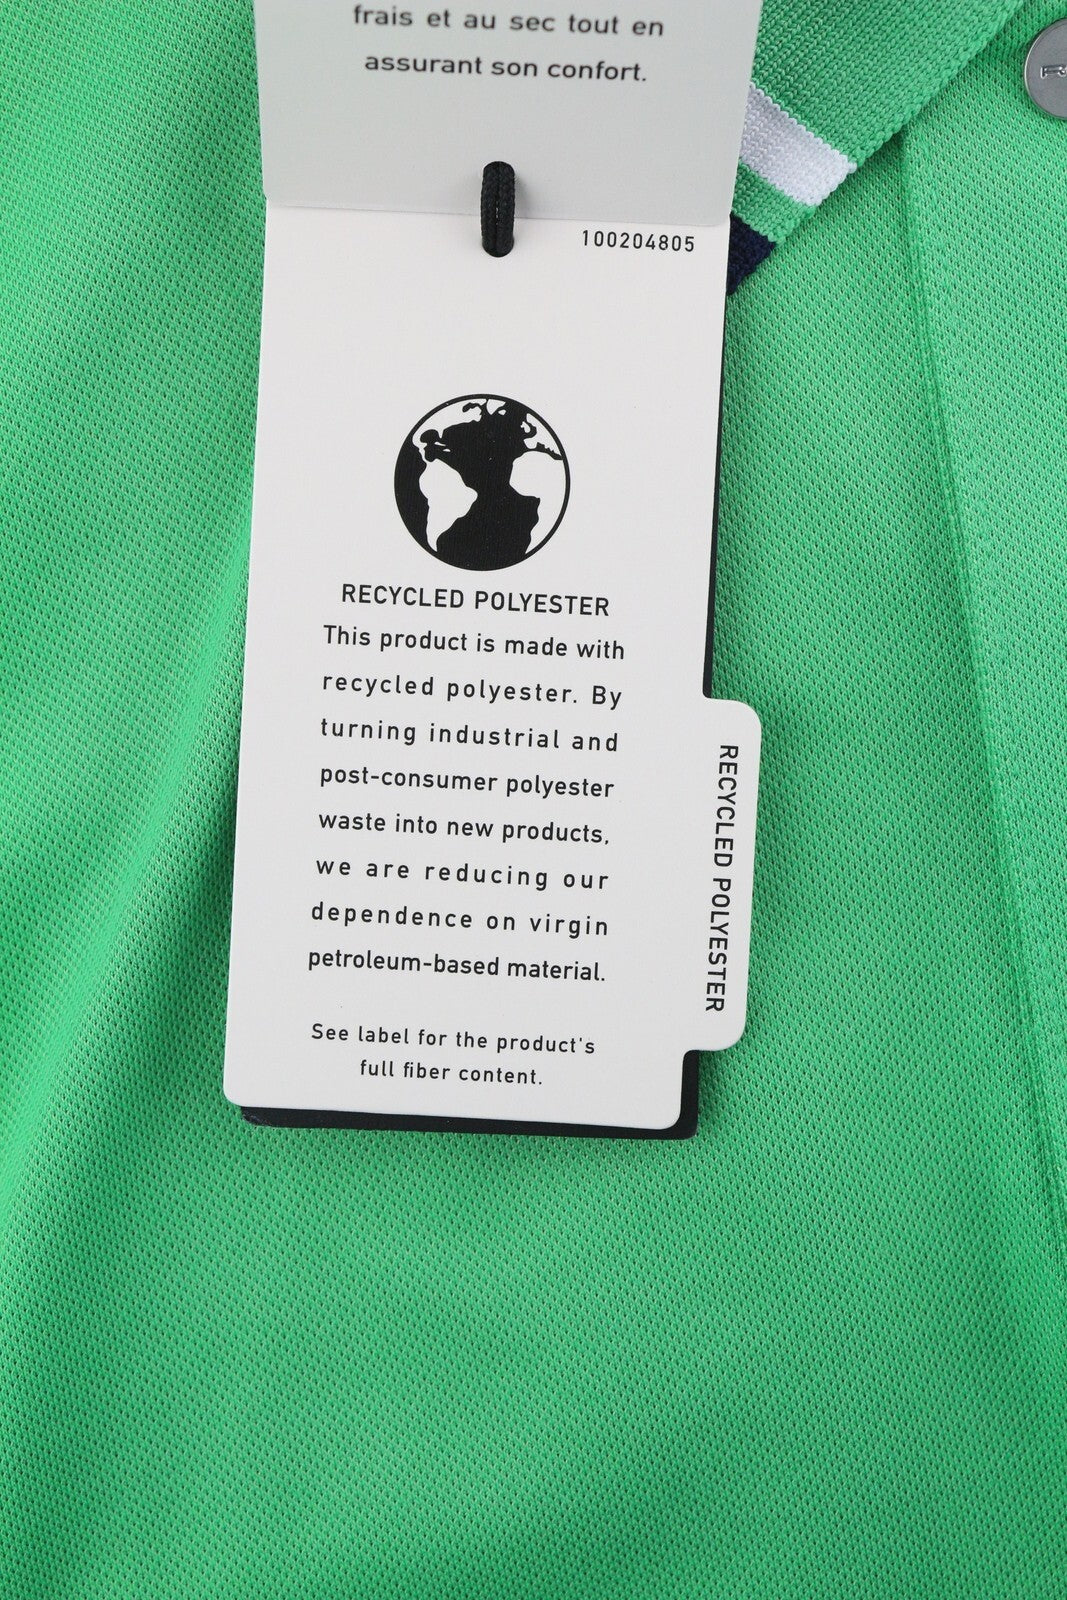 frais et au sec tout en
assurant son confort.
100204805
RECYCLED POLYESTER
This product is made with
recycled polyester. By
turning industrial and
post-consumer polyester
waste into new products,
we are reducing our
dependence on virgin
petroleum-based material.
See label for the product's
full fiber content.
RECYCLED POLYESTER